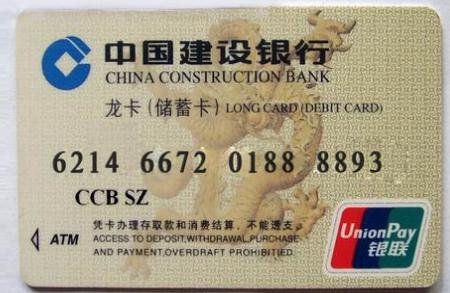 中国建设银行
CHINA CONSTRUCTION BANK
龙卡(储蓄卡) LONG CARD (DEBIT CARD)
6214 6672 0188 8893
CCB SZ
凭卡办理存取款和消费结算，不能透支。
ATM ACCESS TO DEPOSIT,WITHDRAWAL,PURCHASE
AND PAYMENT,OVERDRAFT PROHIBITED.
UnionPay
银联